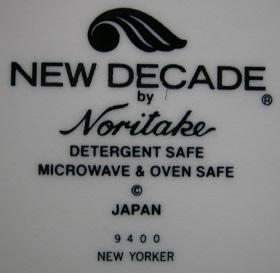 NEW DECADE®
by
Noritake
DETERGENT SAFE
MICROWAVE & OVEN SAFE
©
JAPAN
9400
NEW YORKER